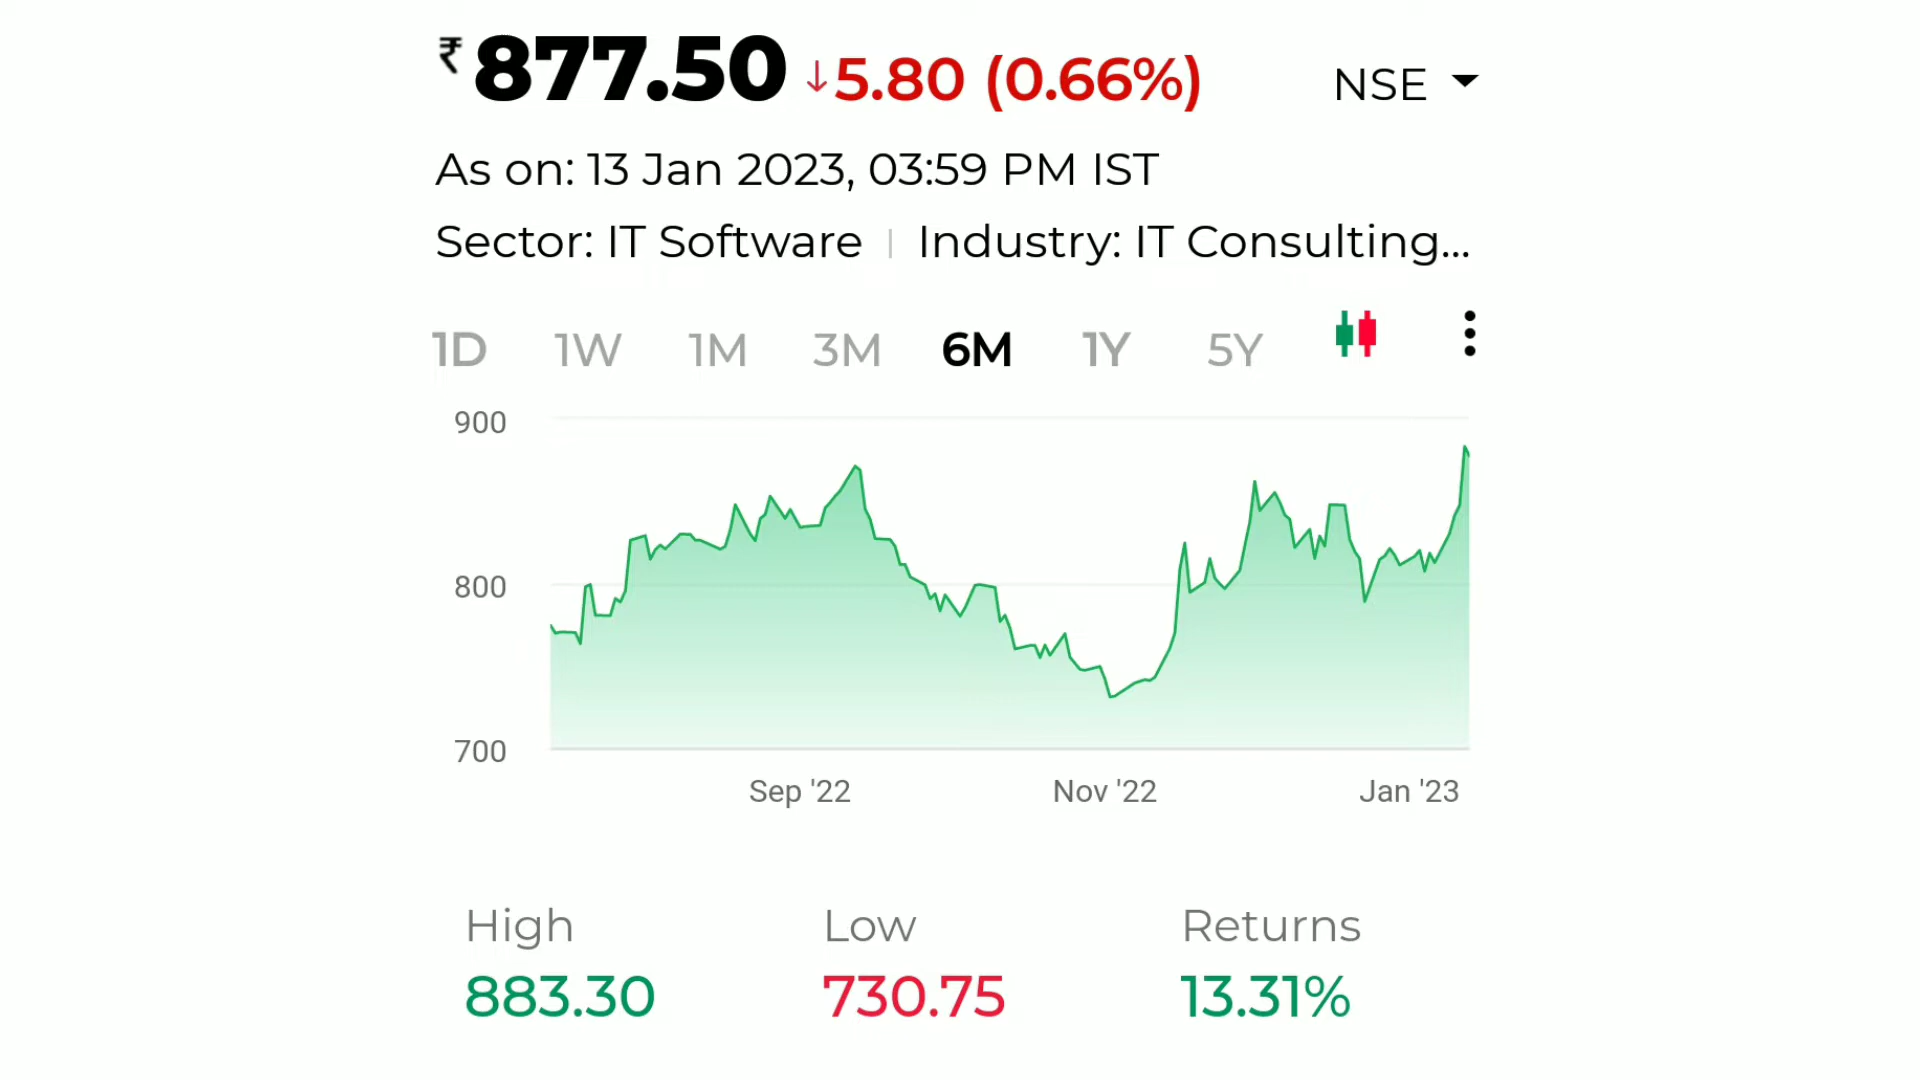 ₹877.50 ↓5.80 (0.66%) NSE
As on: 13 Jan 2023, 03:59 PM IST
Sector: IT Software | Industry: IT Consulting...
1D 1W 1M 3M 6M 1Y 5Y
900
800
700
Sep '22 Nov '22 Jan '23
High Low Returns
883.30 730.75 13.31%